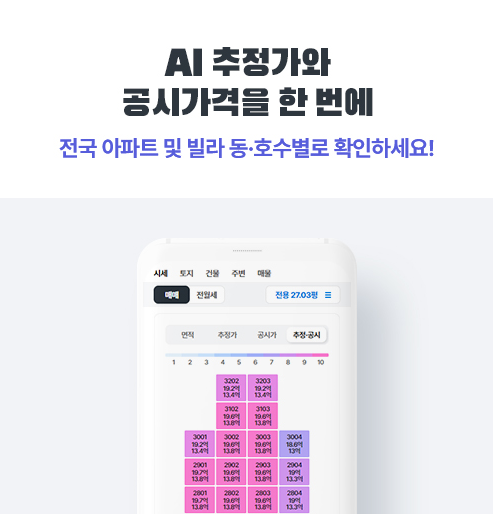 AI 추정가와
공시가격을 한 번에
전국 아파트 및 빌라 동·호수별로 확인하세요!
시세 토지 건물 주변 매물
매매 전월세 전용 27.03평
면적 추정가 공시가 추정·공시
1 2 3 4 5 6 7 8 9 10
3202 3203
19.2억 19.2억
13.4억 13.4억
3102 3103
19.6억 19.6억
13.8억 13.8억
3001 3002 3003 3004
19.2억 19.6억 19.6억 18.6억
13.4억 13.8억 13.8억 13억
2901 2902 2903 2904
19.7억 19.6억 19.6억 19억
13.8억 13.8억 13.8억 13.3억
2801 2802 2803 2804
19.7억 19.6억 19.6억 19억
13.8억 13.8억 13.8억 13.3억